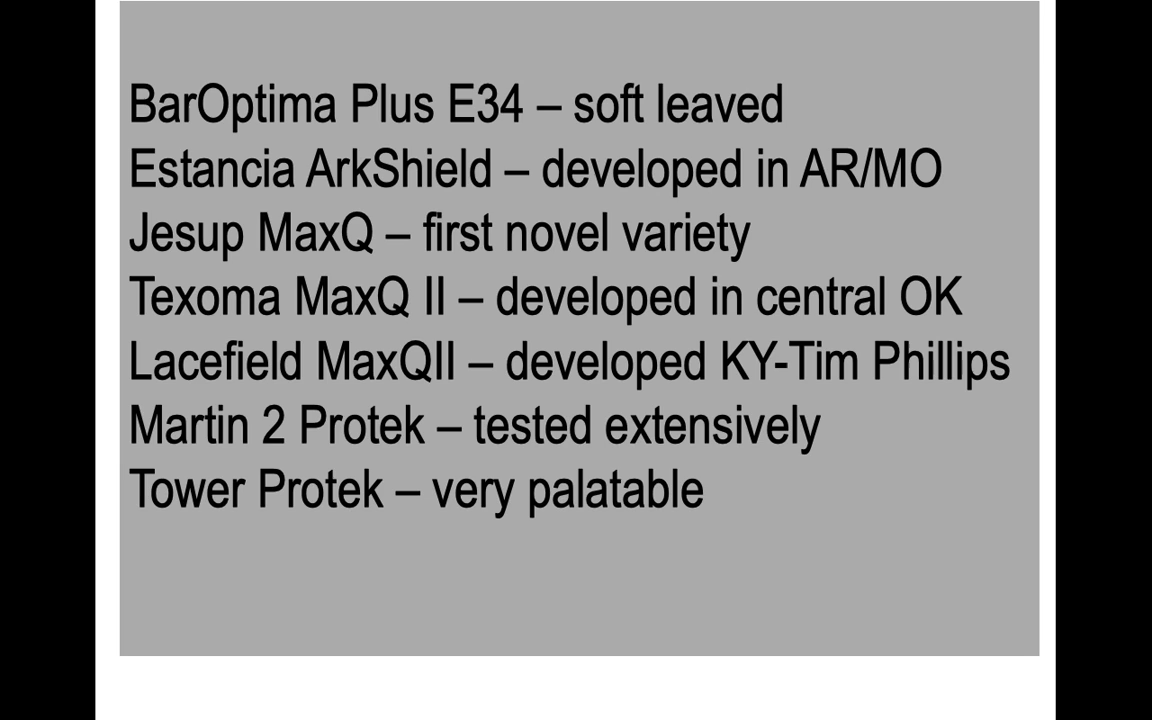 BarOptima Plus E34 – soft leaved
Estancia ArkShield – developed in AR/MO
Jesup MaxQ – first novel variety
Texoma MaxQ II – developed in central OK
Lacefield MaxQII – developed KY-Tim Phillips
Martin 2 Protek – tested extensively
Tower Protek – very palatable